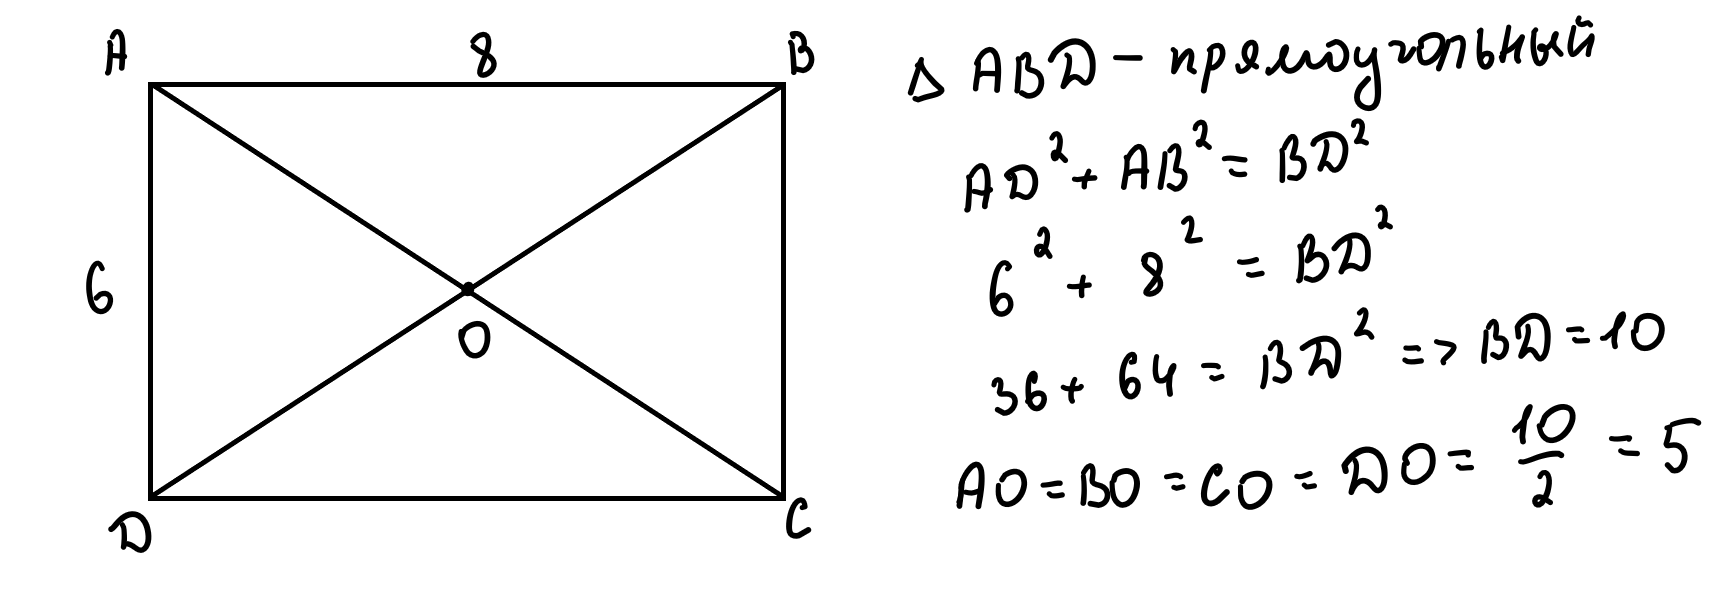 A 8 B
6
O
D C
Δ ABD - прямоугольный
AD² + AB² = BD²
6² + 8² = BD²
36 + 64 = BD² => BD = 10
AO = BO = CO = DO = 10/2 = 5